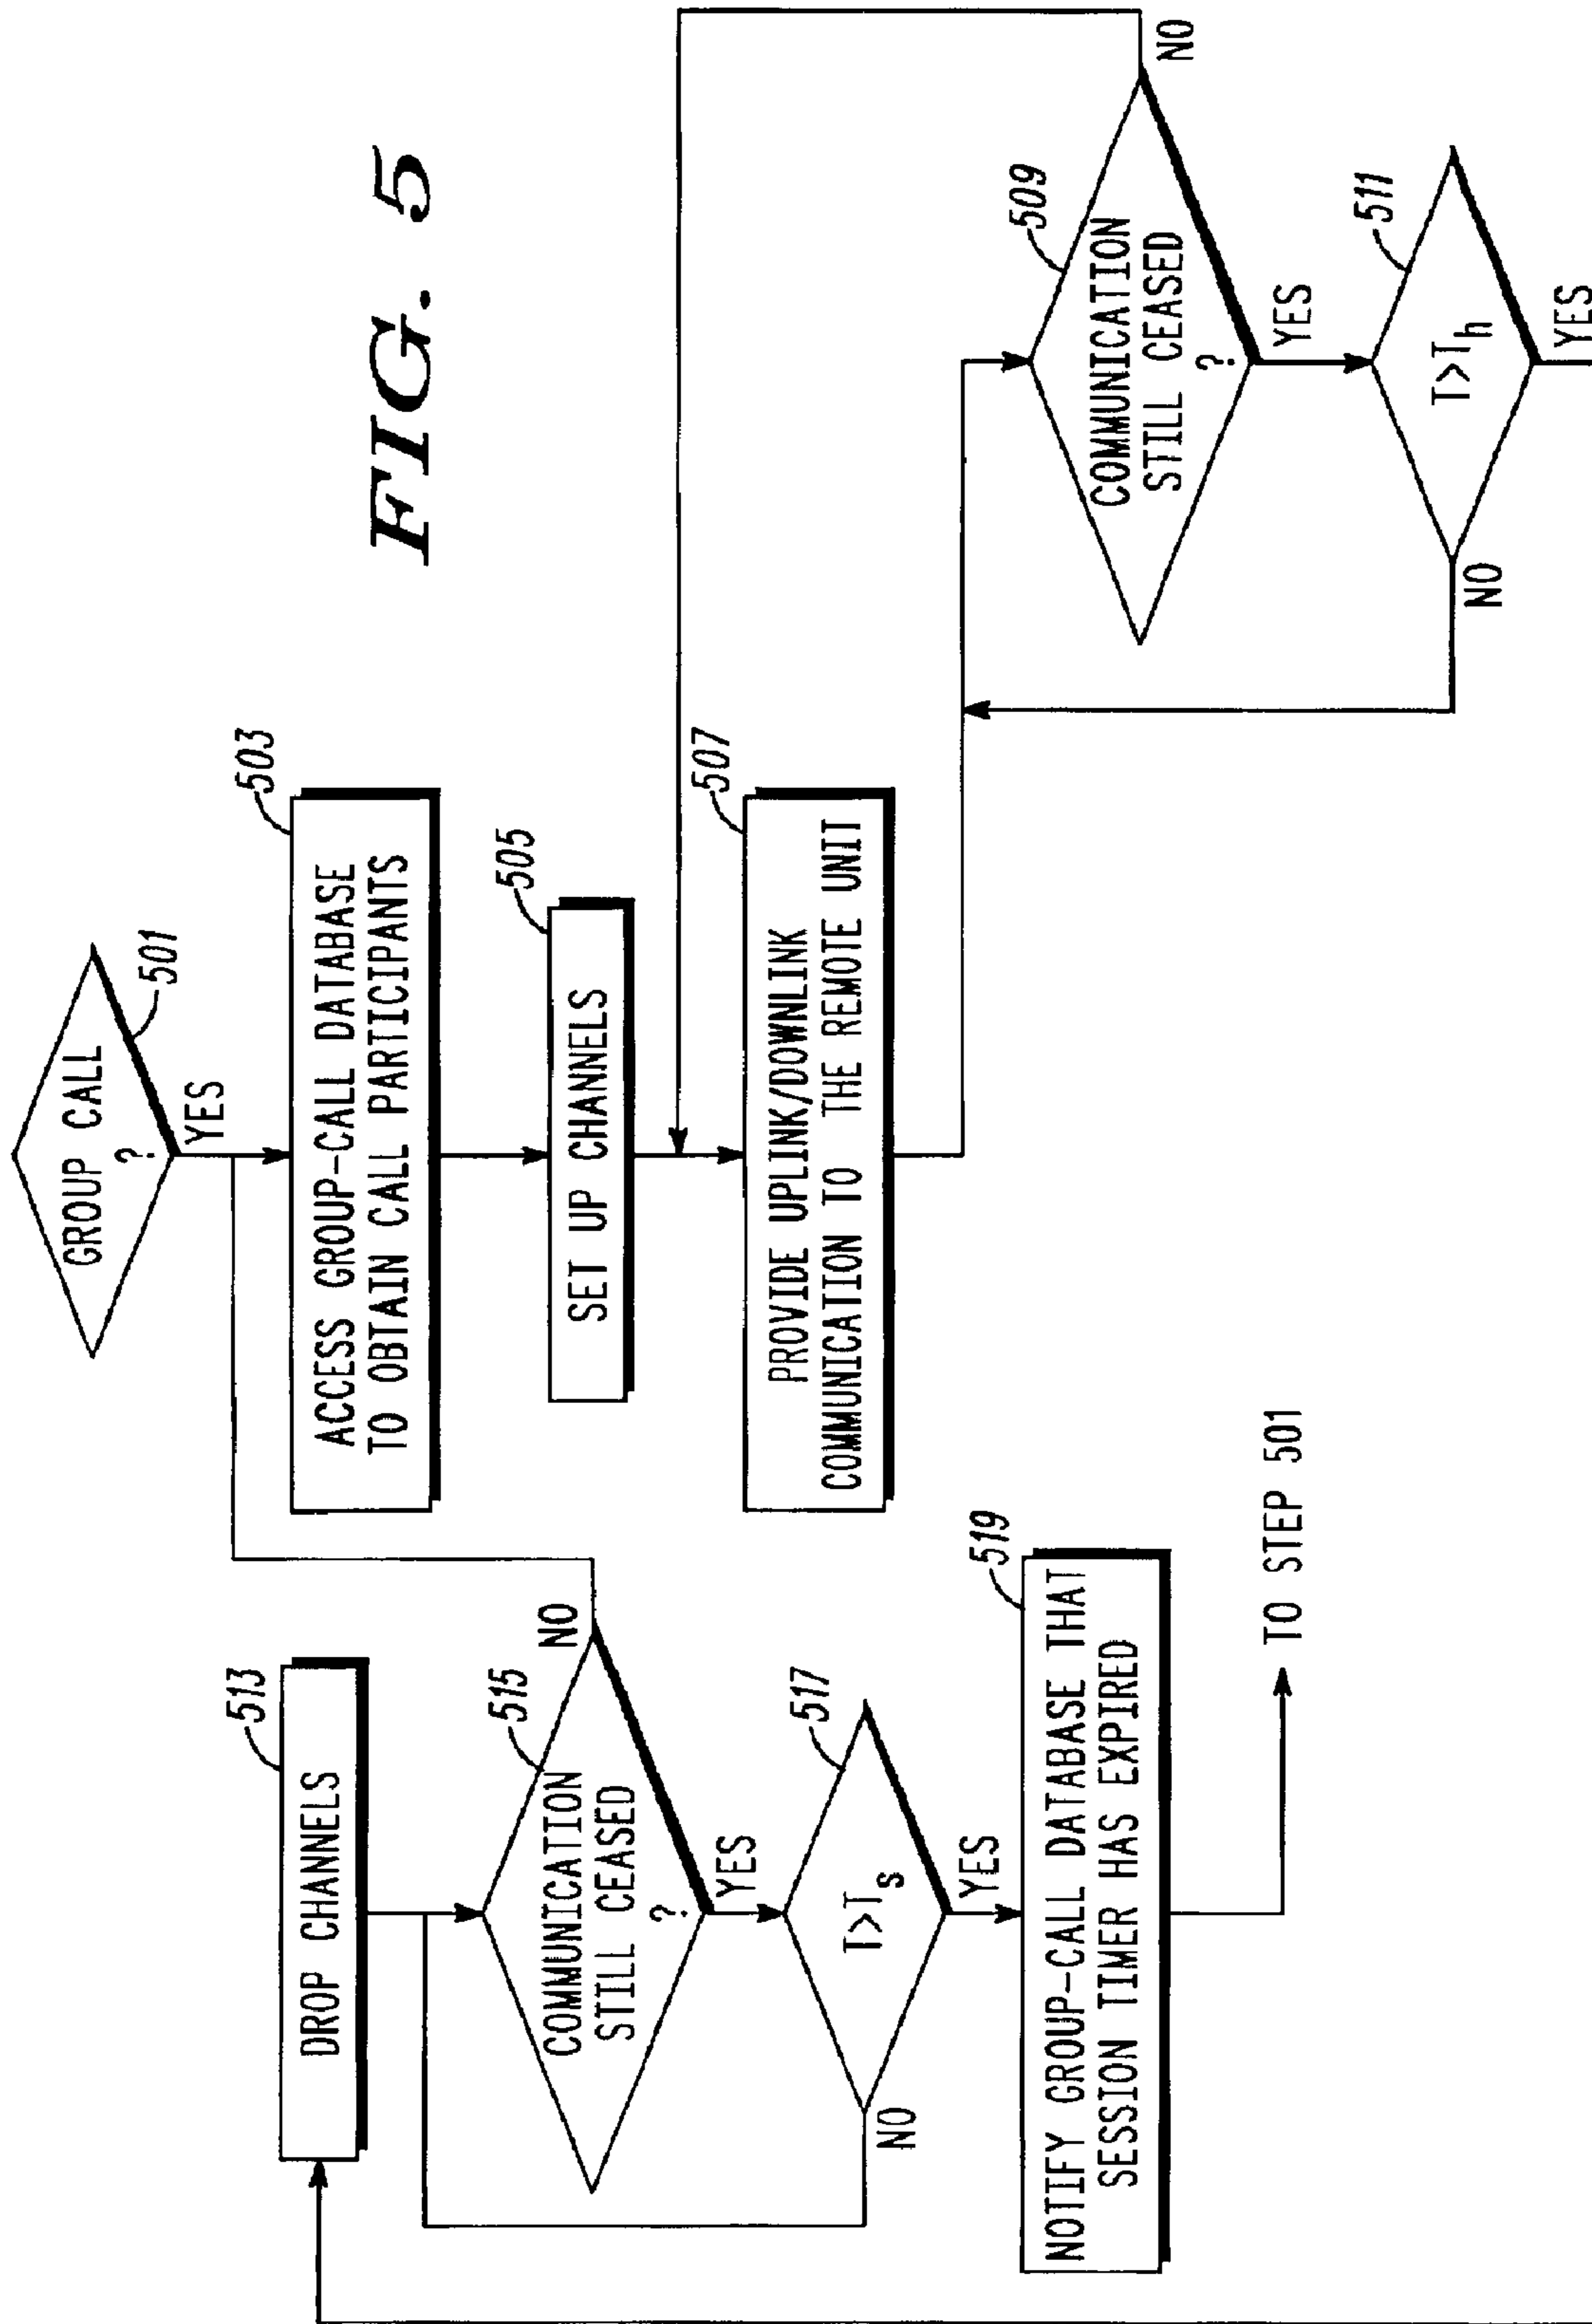 FIG. 5
GROUP CALL
?
501
YES
ACCESS GROUP-CALL DATABASE
TO OBTAIN CALL PARTICIPANTS
503
SET UP CHANNELS
505
PROVIDE UPLINK/DOWNLINK
COMMUNICATION TO THE REMOTE UNIT
507
COMMUNICATION
STILL CEASED
?
509
NO
YES
T>Th
511
NO
YES
DROP CHANNELS
513
COMMUNICATION
STILL CEASED
?
515
NO
YES
T>Ts
517
NO
YES
NOTIFY GROUP-CALL DATABASE THAT
SESSION TIMER HAS EXPIRED
519
TO STEP 501